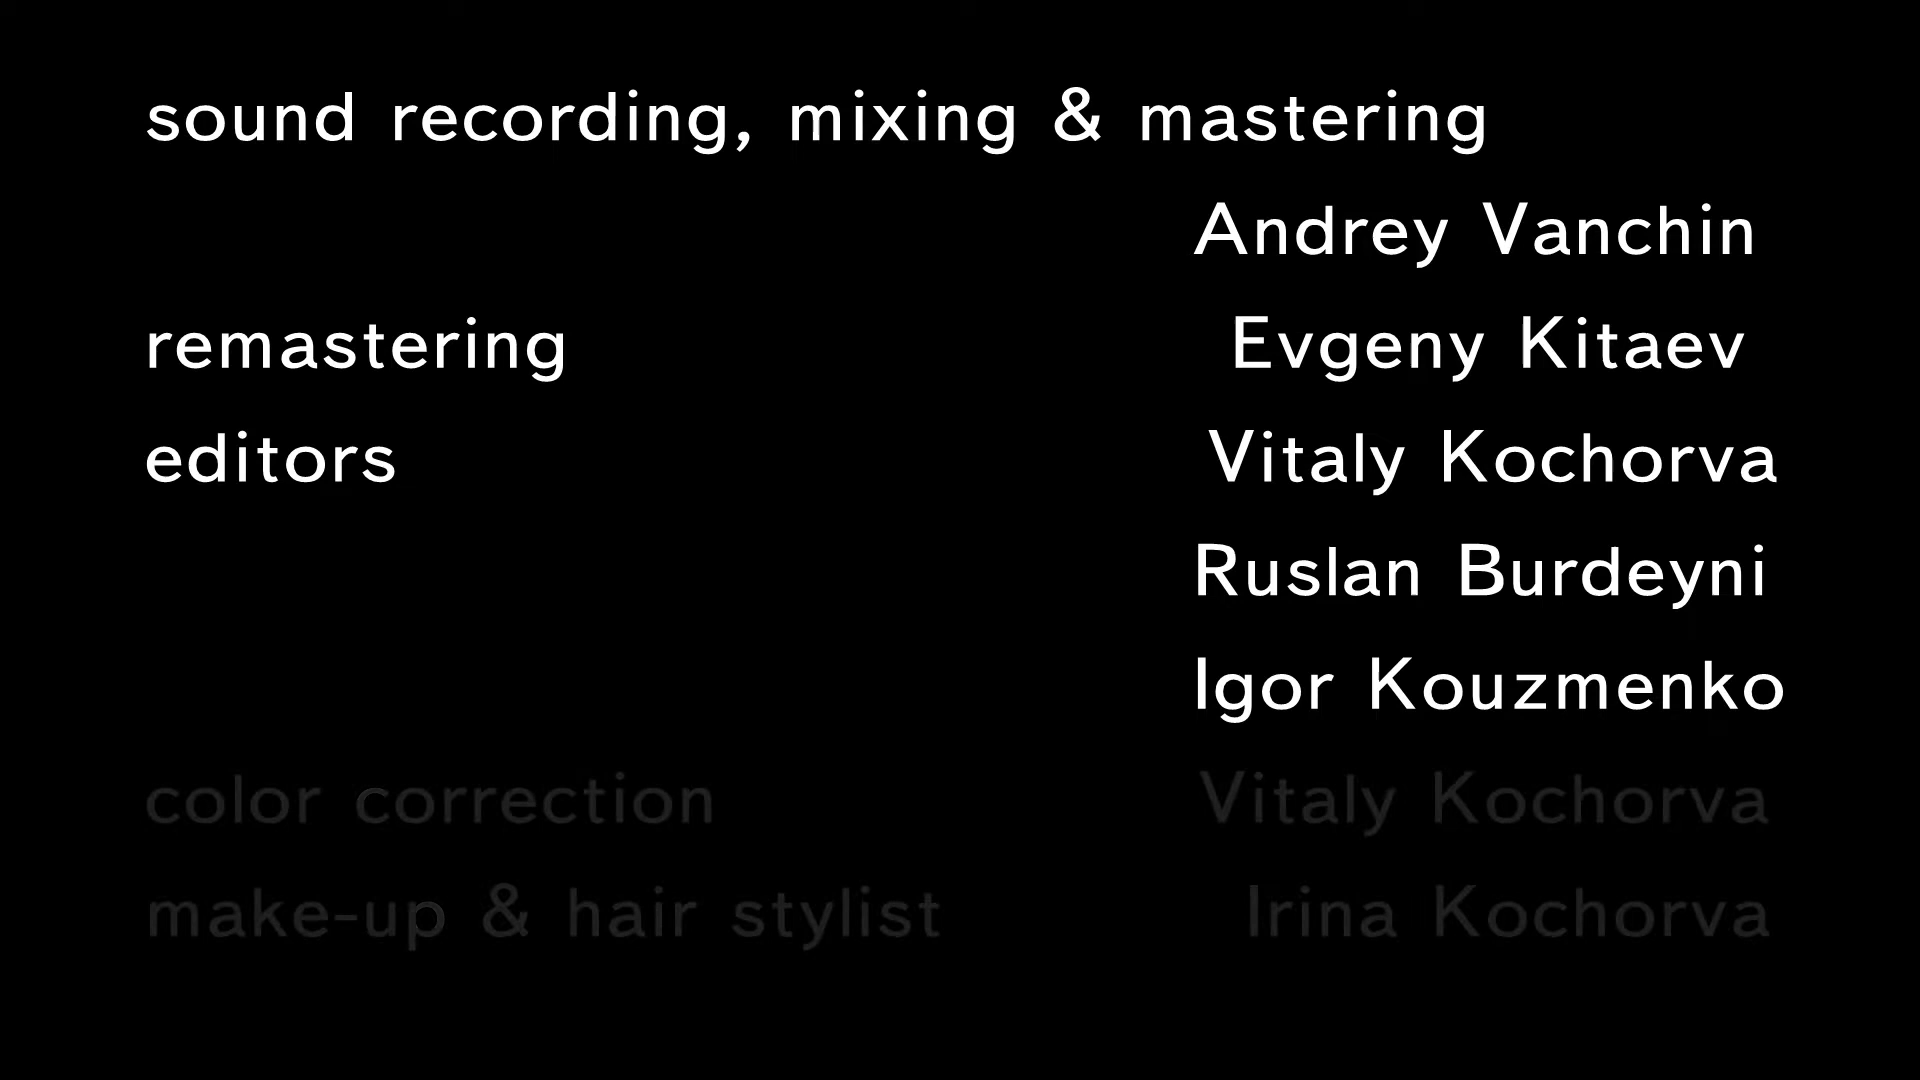 sound recording, mixing & mastering
Andrey Vanchin
remastering Evgeny Kitaev
editors Vitaly Kochorva
Ruslan Burdeyni
Igor Kouzmenko
color correction Vitaly Kochorva
make-up & hair stylist Irina Kochorva